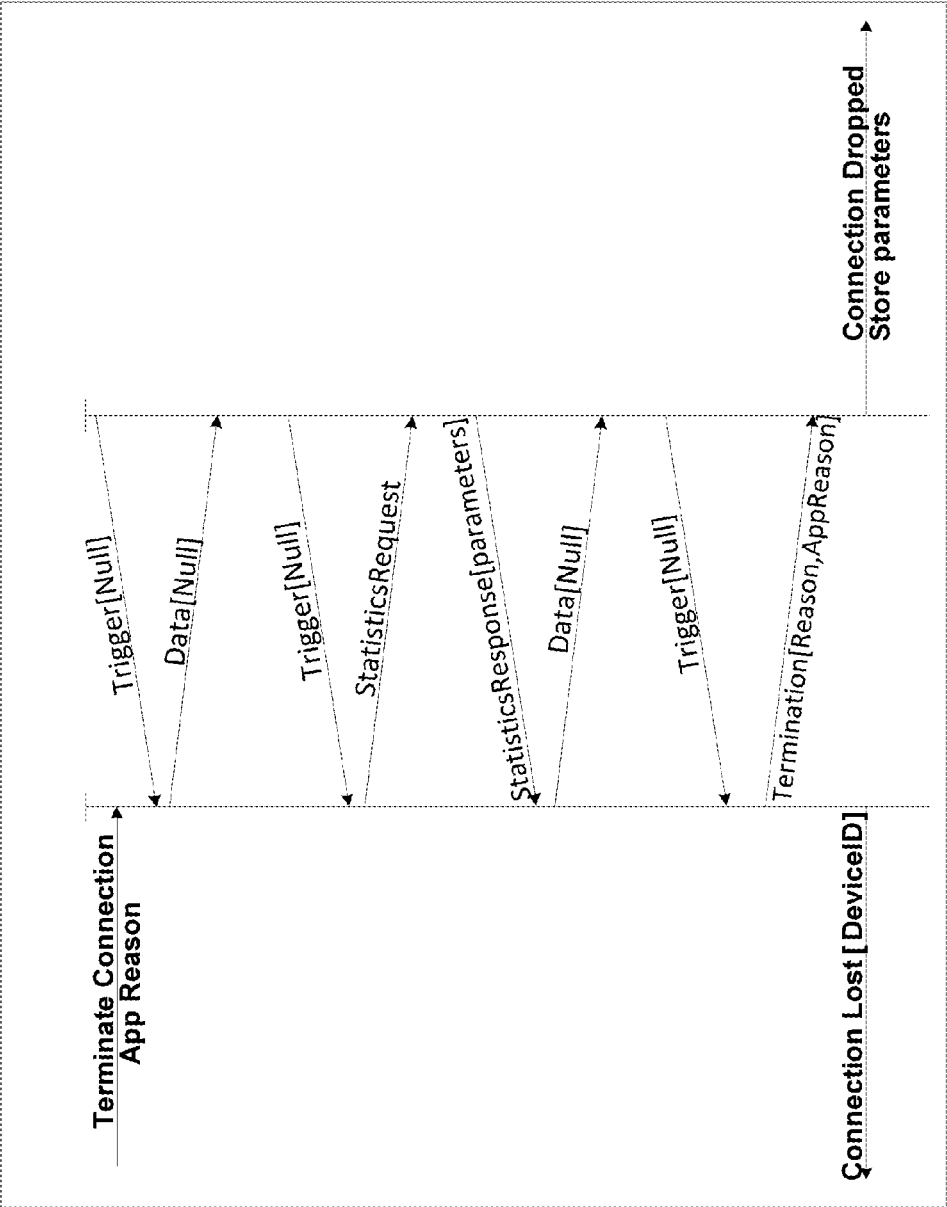 Terminate Connection
App Reason
Trigger[Null]
Data[Null]
Trigger[Null]
StatisticsRequest
StatisticsResponse[parameters]
Data[Null]
Trigger[Null]
Termination[Reason,AppReason]
Connection Lost [DeviceID]
Connection Dropped
Store parameters